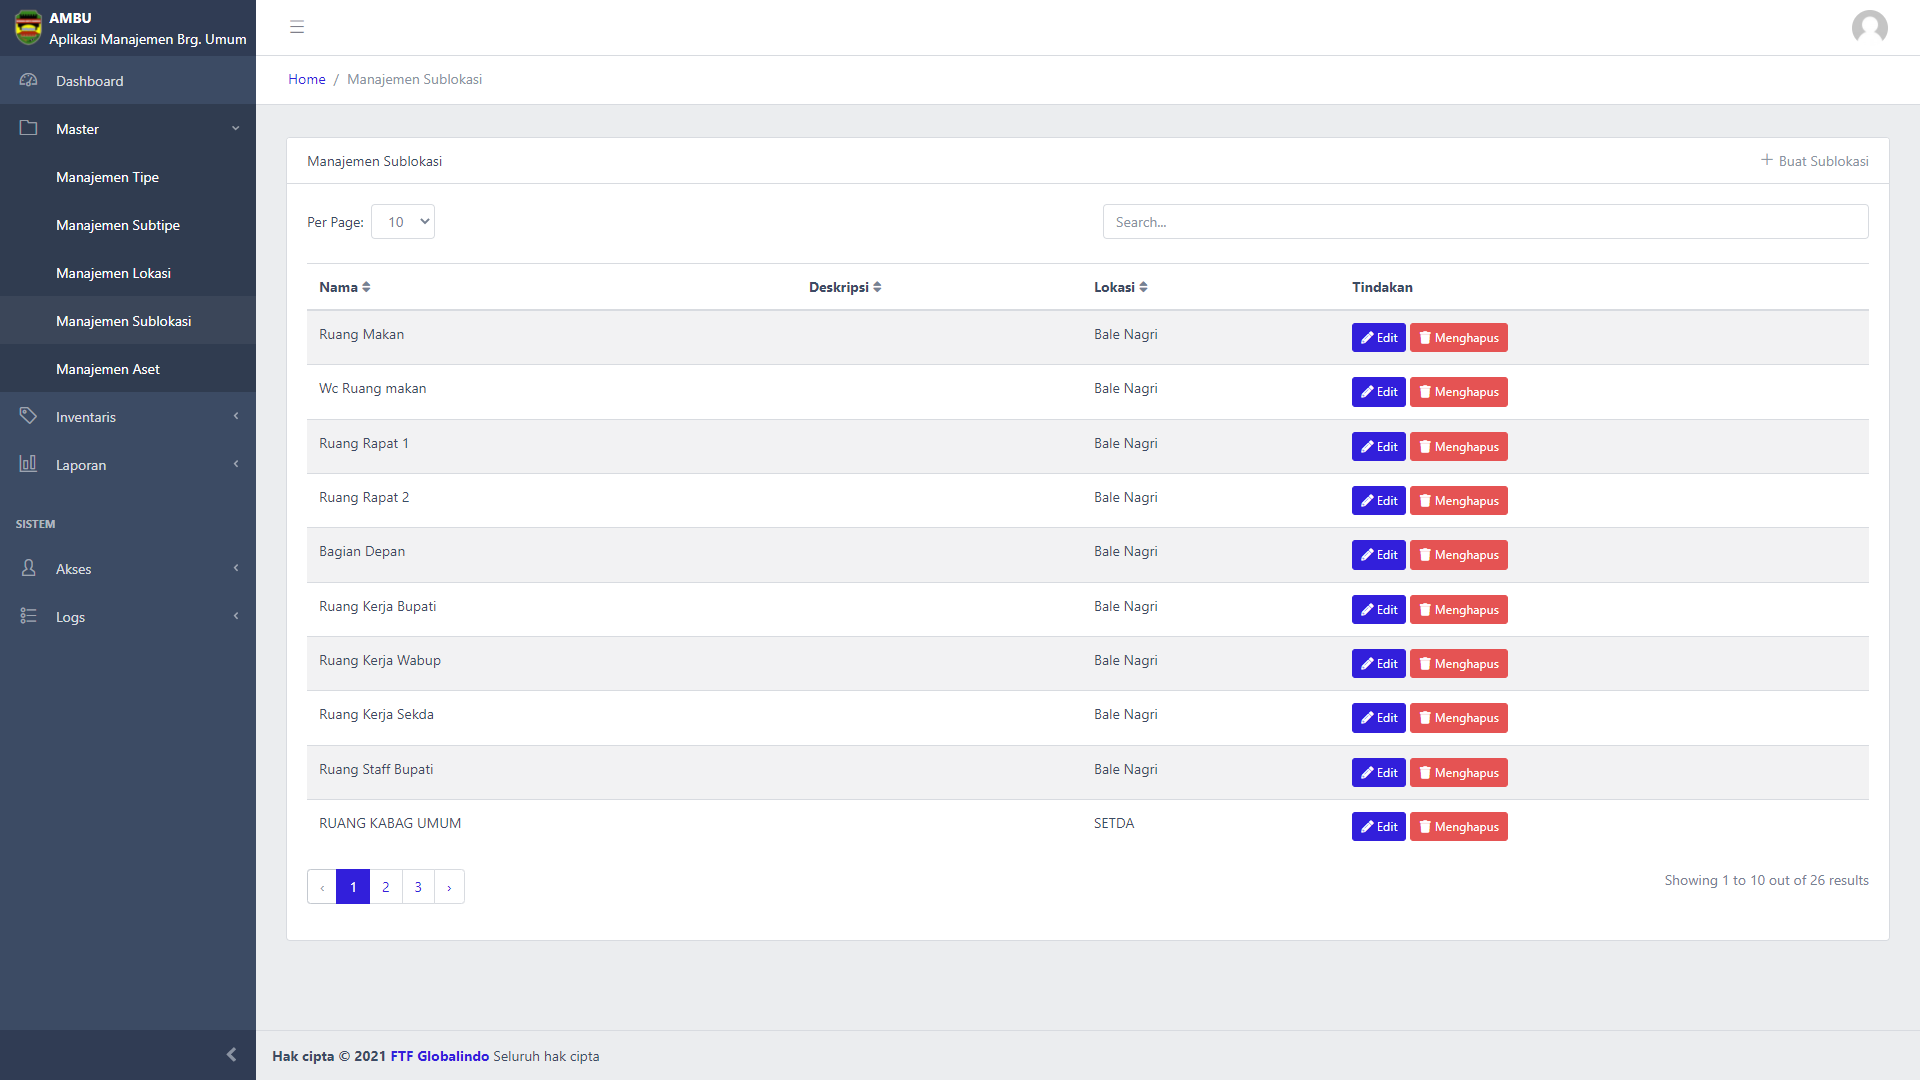 AMBU
Aplikasi Manajemen Brg. Umum
Dashboard
Master
Manajemen Tipe
Manajemen Subtipe
Manajemen Lokasi
Manajemen Sublokasi
Manajemen Aset
Inventaris
Laporan
SISTEM
Akses
Logs
Home / Manajemen Sublokasi
Manajemen Sublokasi
+ Buat Sublokasi
Per Page: 10
Search...
Nama Deskripsi Lokasi Tindakan
Ruang Makan Bale Nagri Edit Menghapus
Wc Ruang makan Bale Nagri Edit Menghapus
Ruang Rapat 1 Bale Nagri Edit Menghapus
Ruang Rapat 2 Bale Nagri Edit Menghapus
Bagian Depan Bale Nagri Edit Menghapus
Ruang Kerja Bupati Bale Nagri Edit Menghapus
Ruang Kerja Wabup Bale Nagri Edit Menghapus
Ruang Kerja Sekda Bale Nagri Edit Menghapus
Ruang Staff Bupati Bale Nagri Edit Menghapus
RUANG KABAG UMUM SETDA Edit Menghapus
‹ 1 2 3 ›
Showing 1 to 10 out of 26 results
Hak cipta © 2021 FTF Globalindo Seluruh hak cipta